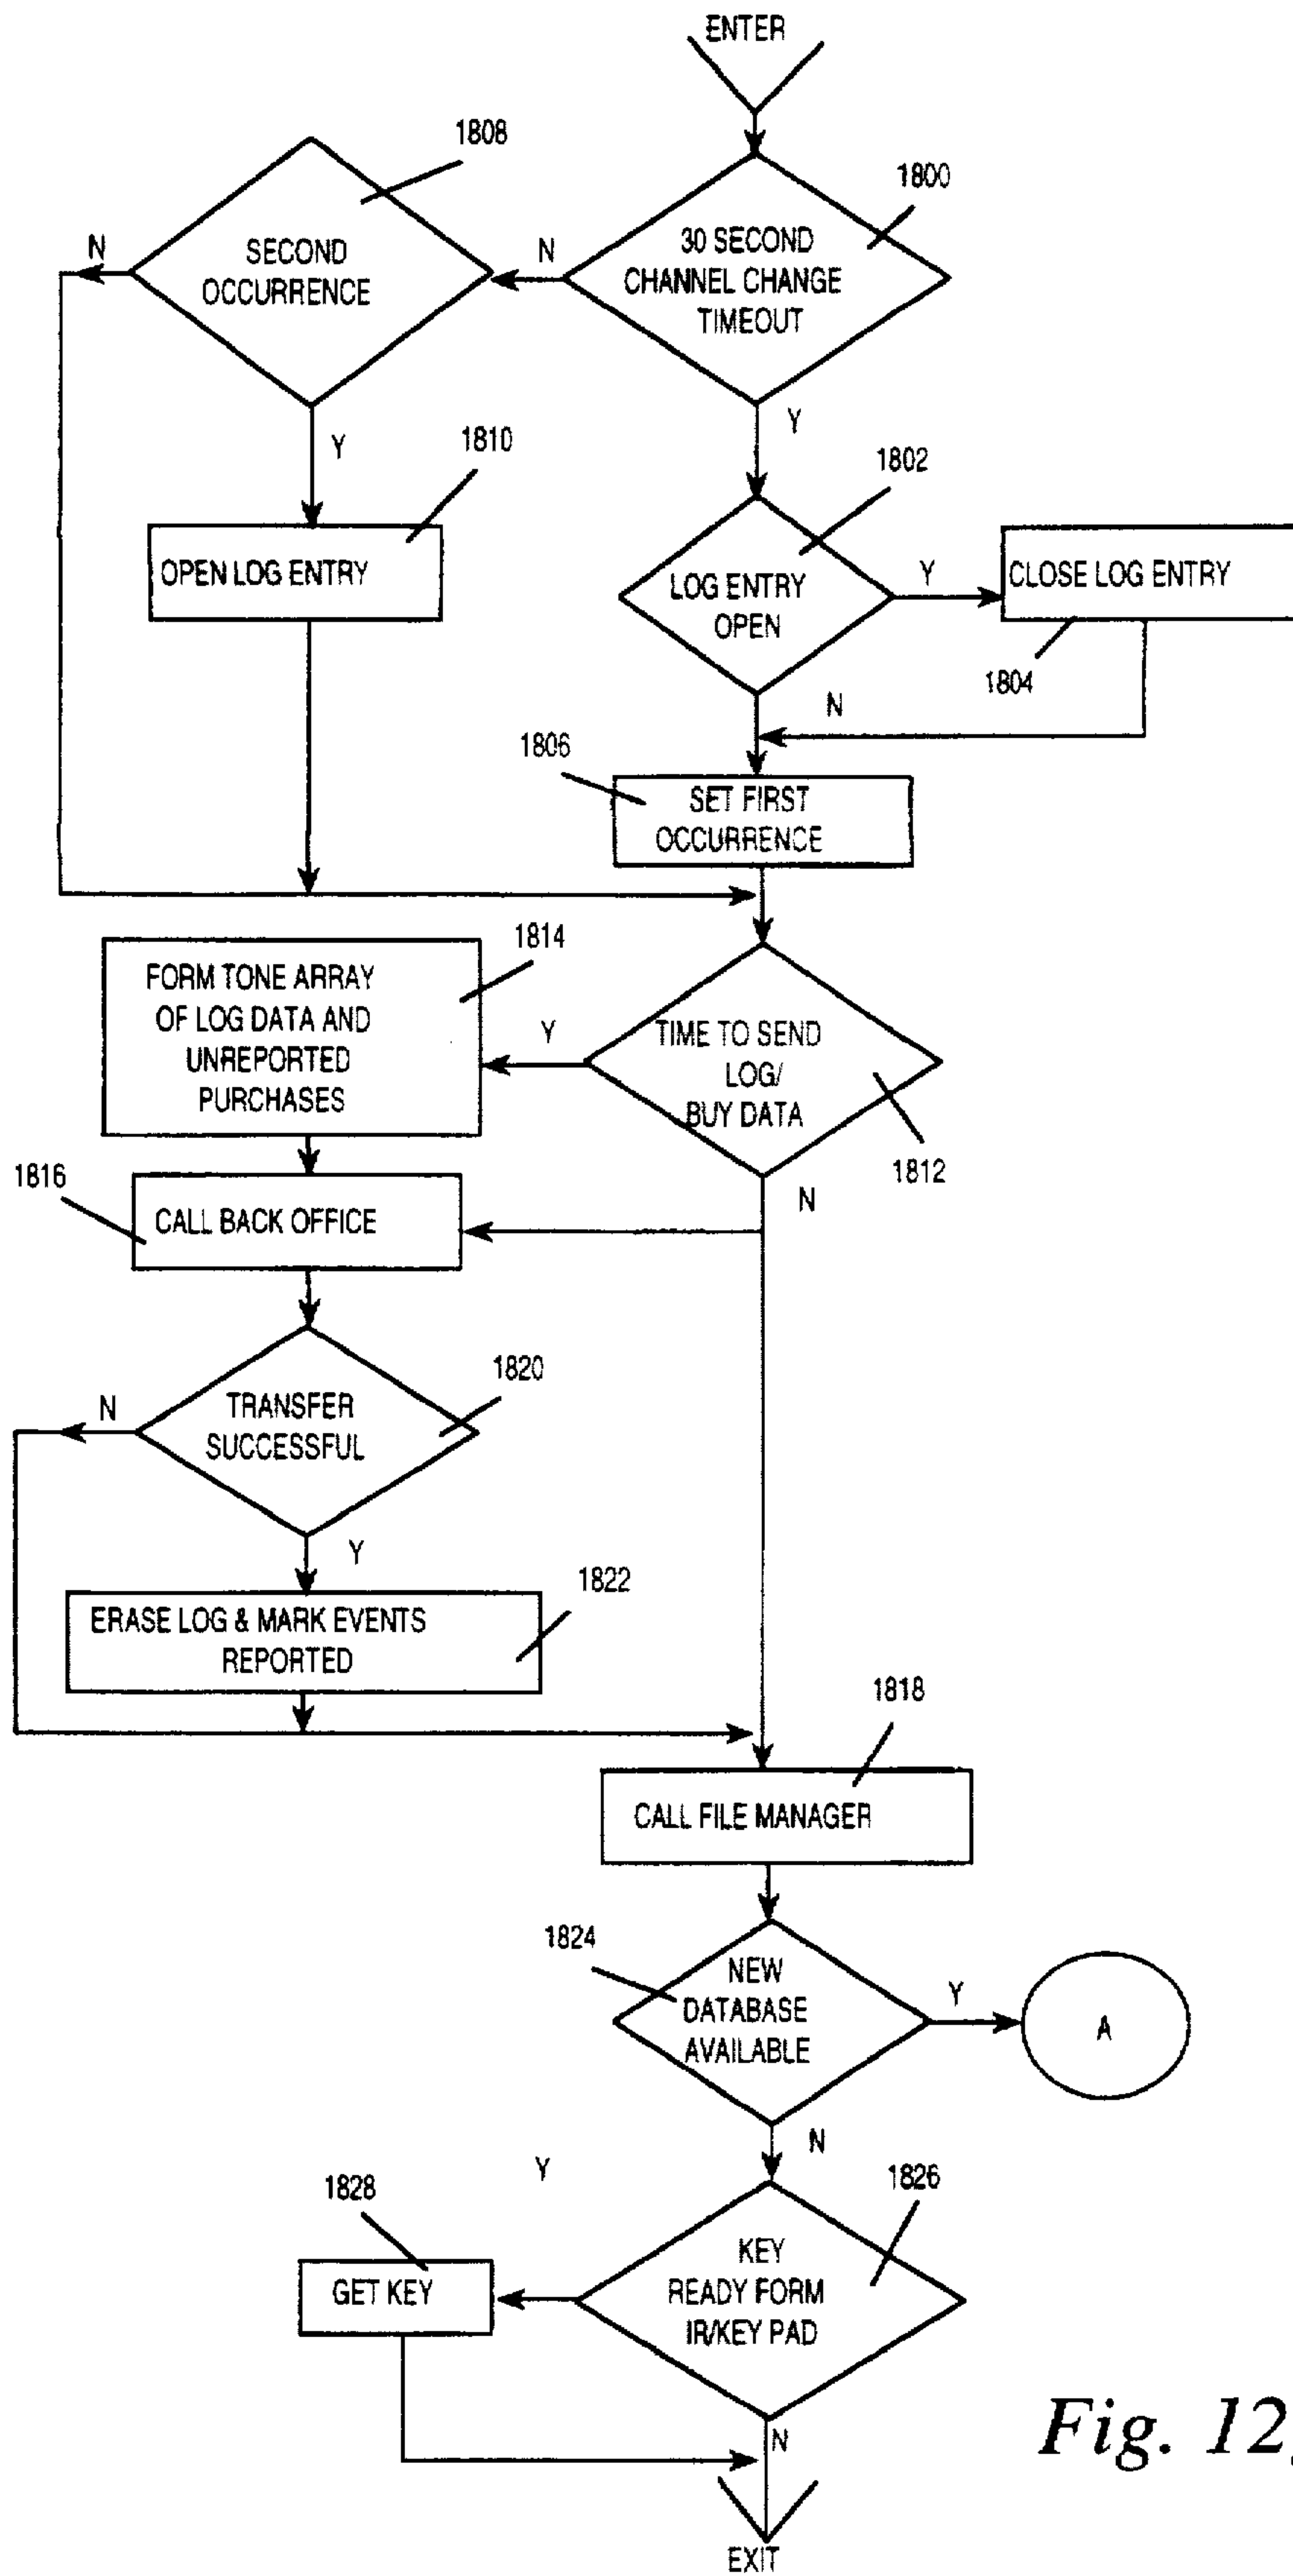 ENTER
1808
1800
N
SECOND
OCCURRENCE
N
30 SECOND
CHANNEL CHANGE
TIMEOUT
Y
Y
1810
1802
OPEN LOG ENTRY
LOG ENTRY
OPEN
Y
CLOSE LOG ENTRY
1804
N
1806
SET FIRST
OCCURRENCE
1814
FORM TONE ARRAY
OF LOG DATA AND
UNREPORTED
PURCHASES
Y
TIME TO SEND
LOG/
BUY DATA
1812
N
1816
CALL BACK OFFICE
1820
N
TRANSFER
SUCCESSFUL
Y
1822
ERASE LOG & MARK EVENTS
REPORTED
1818
CALL FILE MANAGER
1824
NEW
DATABASE
AVAILABLE
Y
A
N
Y
1828
1826
GET KEY
KEY
READY FORM
IR/KEY PAD
N
EXIT
Fig. 12